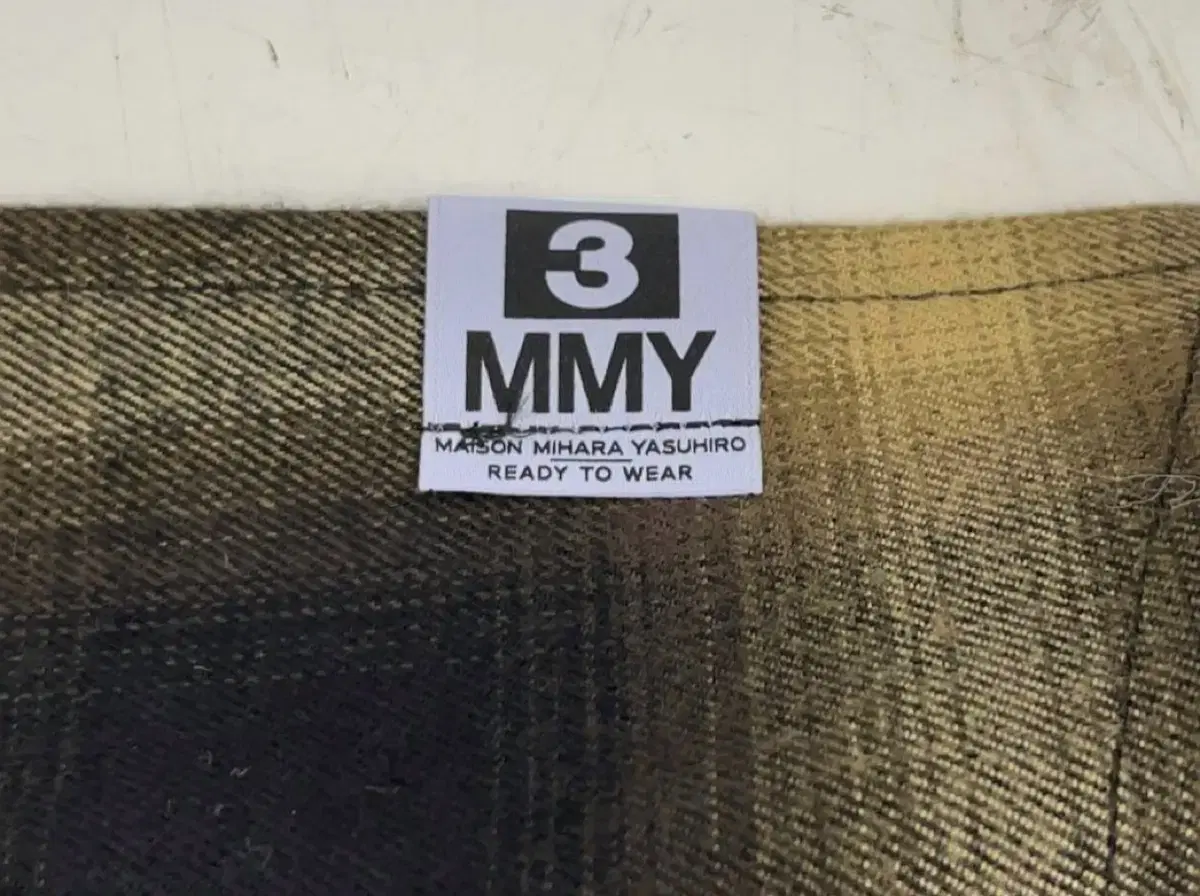 3
MMY
MAISON MIHARA YASUHIRO
READY TO WEAR